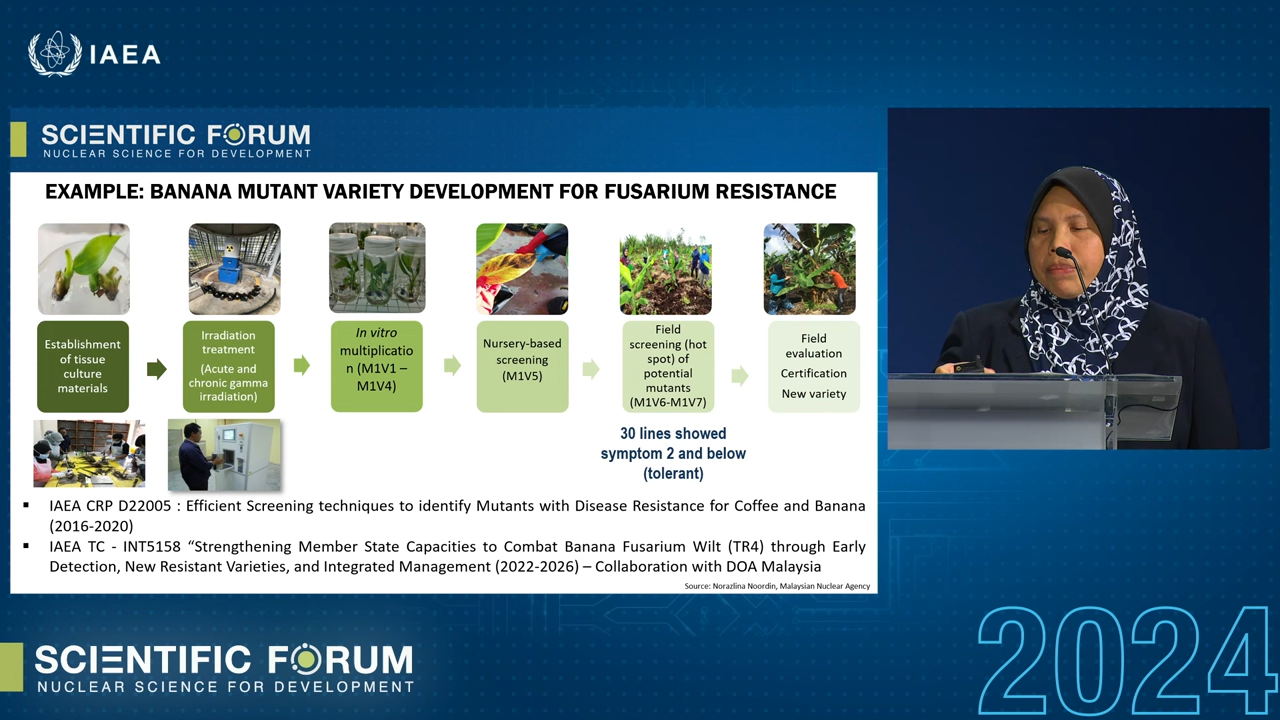 IAEA
SCIENTIFIC FORUM
NUCLEAR SCIENCE FOR DEVELOPMENT
EXAMPLE: BANANA MUTANT VARIETY DEVELOPMENT FOR FUSARIUM RESISTANCE
Establishment
of tissue
culture
materials
Irradiation
treatment
(Acute and
chronic gamma
irradiation)
In vitro
multiplicatio
n (M1V1 –
M1V4)
Nursery-based
screening
(M1V5)
Field
screening (hot
spot) of
potential
mutants
(M1V6-M1V7)
Field
evaluation
Certification
New variety
30 lines showed
symptom 2 and below
(tolerant)
▪ IAEA CRP D22005 : Efficient Screening techniques to identify Mutants with Disease Resistance for Coffee and Banana
(2016-2020)
▪ IAEA TC - INT5158 “Strengthening Member State Capacities to Combat Banana Fusarium Wilt (TR4) through Early
Detection, New Resistant Varieties, and Integrated Management (2022-2026) – Collaboration with DOA Malaysia
Source: Norazlina Noordin, Malaysian Nuclear Agency
SCIENTIFIC FORUM
NUCLEAR SCIENCE FOR DEVELOPMENT
2024